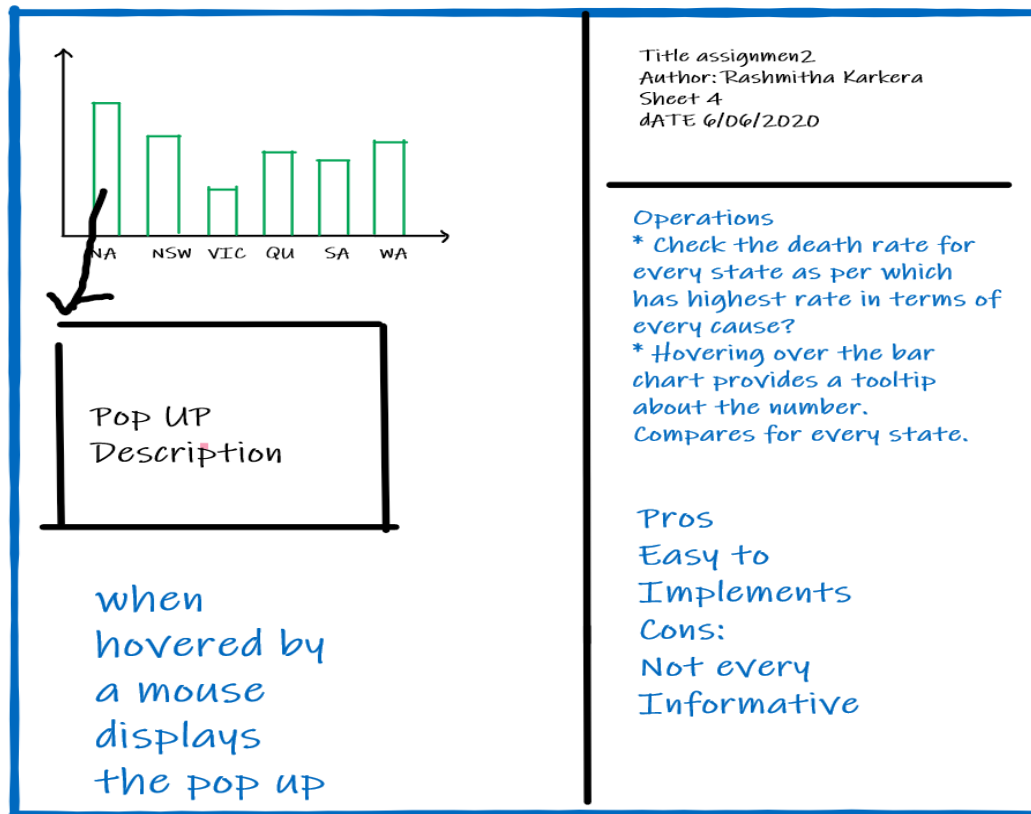 NA NSW VIC QU SA WA
Pop UP
Description
when
hovered by
a mouse
displays
the pop up
Title assignmen2
Author: Rashmitha Karkera
Sheet 4
dATE 6/06/2020
Operations
* Check the death rate for
every state as per which
has highest rate in terms of
every cause?
* Hovering over the bar
chart provides a tooltip
about the number.
Compares for every state.
Pros
Easy to
Implements
Cons:
Not every
Informative